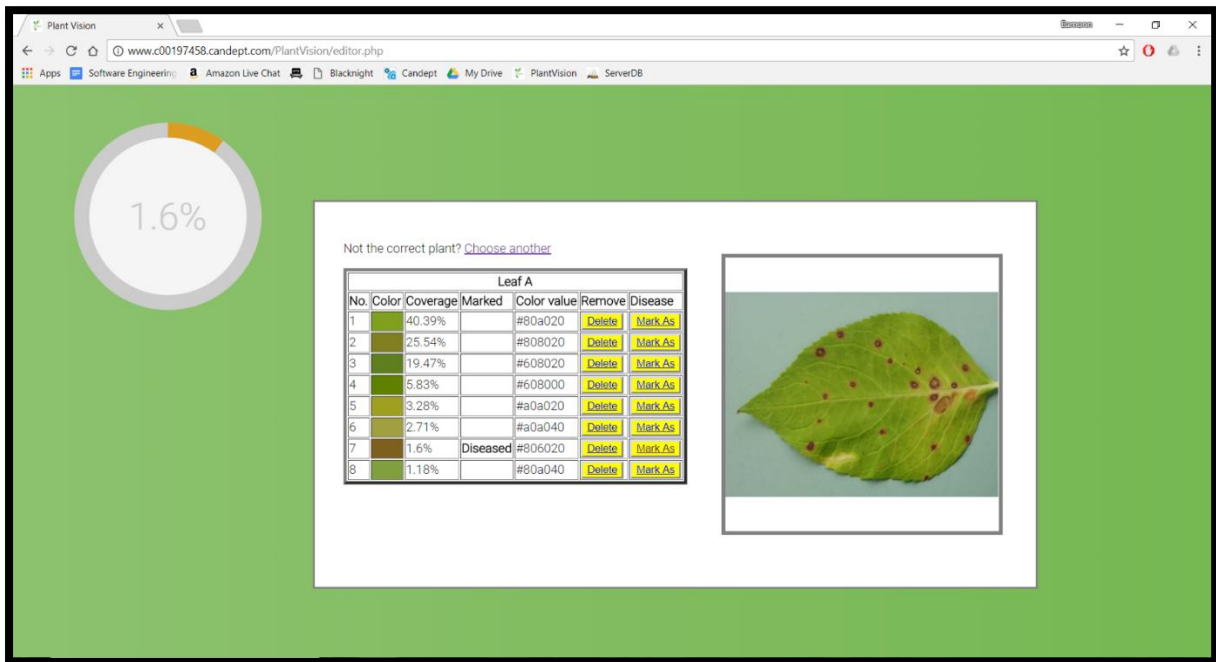 Plant Vision
www.c00197458.candept.com/PlantVision/editor.php
Apps Software Engineering Amazon Live Chat Blacknight Candept My Drive PlantVision ServerDB
1.6%
Not the correct plant? Choose another
Leaf A
No. Color Coverage Marked Color value Remove Disease
1 40.39% #80a020 Delete Mark As
2 25.54% #808020 Delete Mark As
3 19.47% #608020 Delete Mark As
4 5.83% #608000 Delete Mark As
5 3.28% #a0a020 Delete Mark As
6 2.71% #a0a040 Delete Mark As
7 1.6% Diseased #806020 Delete Mark As
8 1.18% #80a040 Delete Mark As